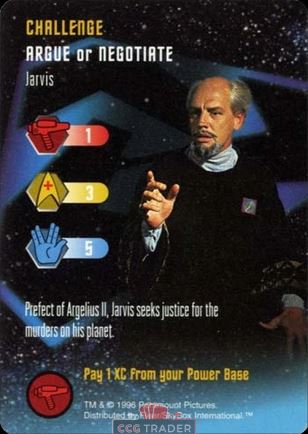 CHALLENGE
ARGUE or NEGOTIATE
Jarvis
1
3
5
Prefect of Argelius II, Jarvis seeks justice for the
murders on his planet.
Pay 1 XC From your Power Base
TM & © 1996 Paramount Pictures.
Distributed by Fleer/SkyBox International.™
CCG TRADER